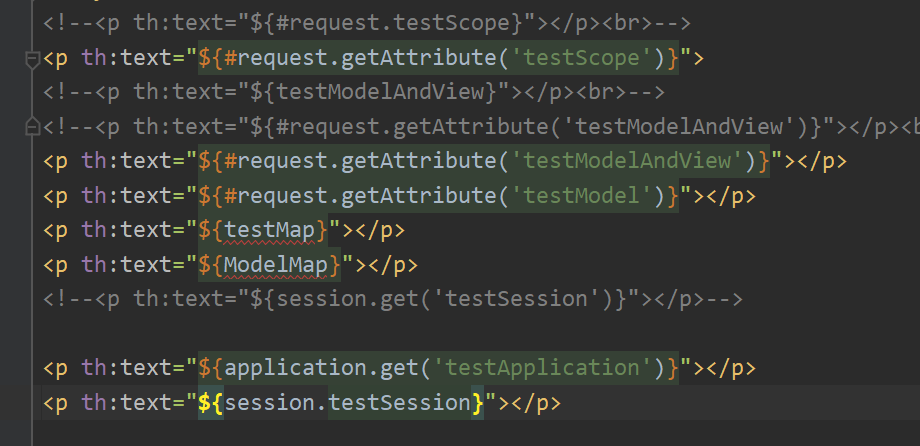 <!--<p th:text="${#request.testScope}"></p><br>-->
<p th:text="${#request.getAttribute('testScope')}">
<!--<p th:text="${testModelAndView}"></p><br>-->
<!--<p th:text="${#request.getAttribute('testModelAndView')}"></p><b
<p th:text="${#request.getAttribute('testModelAndView')}"></p>
<p th:text="${#request.getAttribute('testModel')}"></p>
<p th:text="${testMap}"></p>
<p th:text="${ModelMap}"></p>
<!--<p th:text="${session.get('testSession')}"></p>-->
<p th:text="${application.get('testApplication')}"></p>
<p th:text="${session.testSession}"></p>